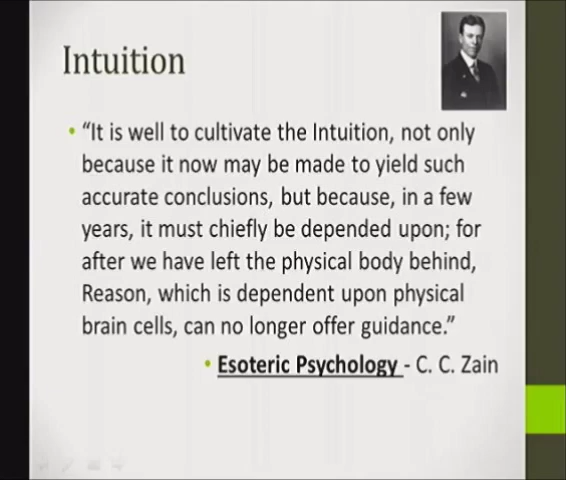 Intuition
• “It is well to cultivate the Intuition, not only
because it now may be made to yield such
accurate conclusions, but because, in a few
years, it must chiefly be depended upon; for
after we have left the physical body behind,
Reason, which is dependent upon physical
brain cells, can no longer offer guidance.”
• Esoteric Psychology - C. C. Zain